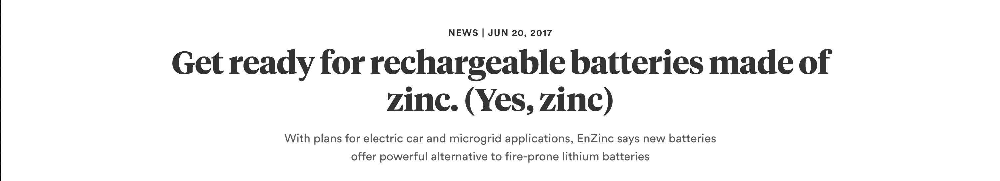 NEWS | JUN 20, 2017
Get ready for rechargeable batteries made of
zinc. (Yes, zinc)
With plans for electric car and microgrid applications, EnZinc says new batteries
offer powerful alternative to fire-prone lithium batteries